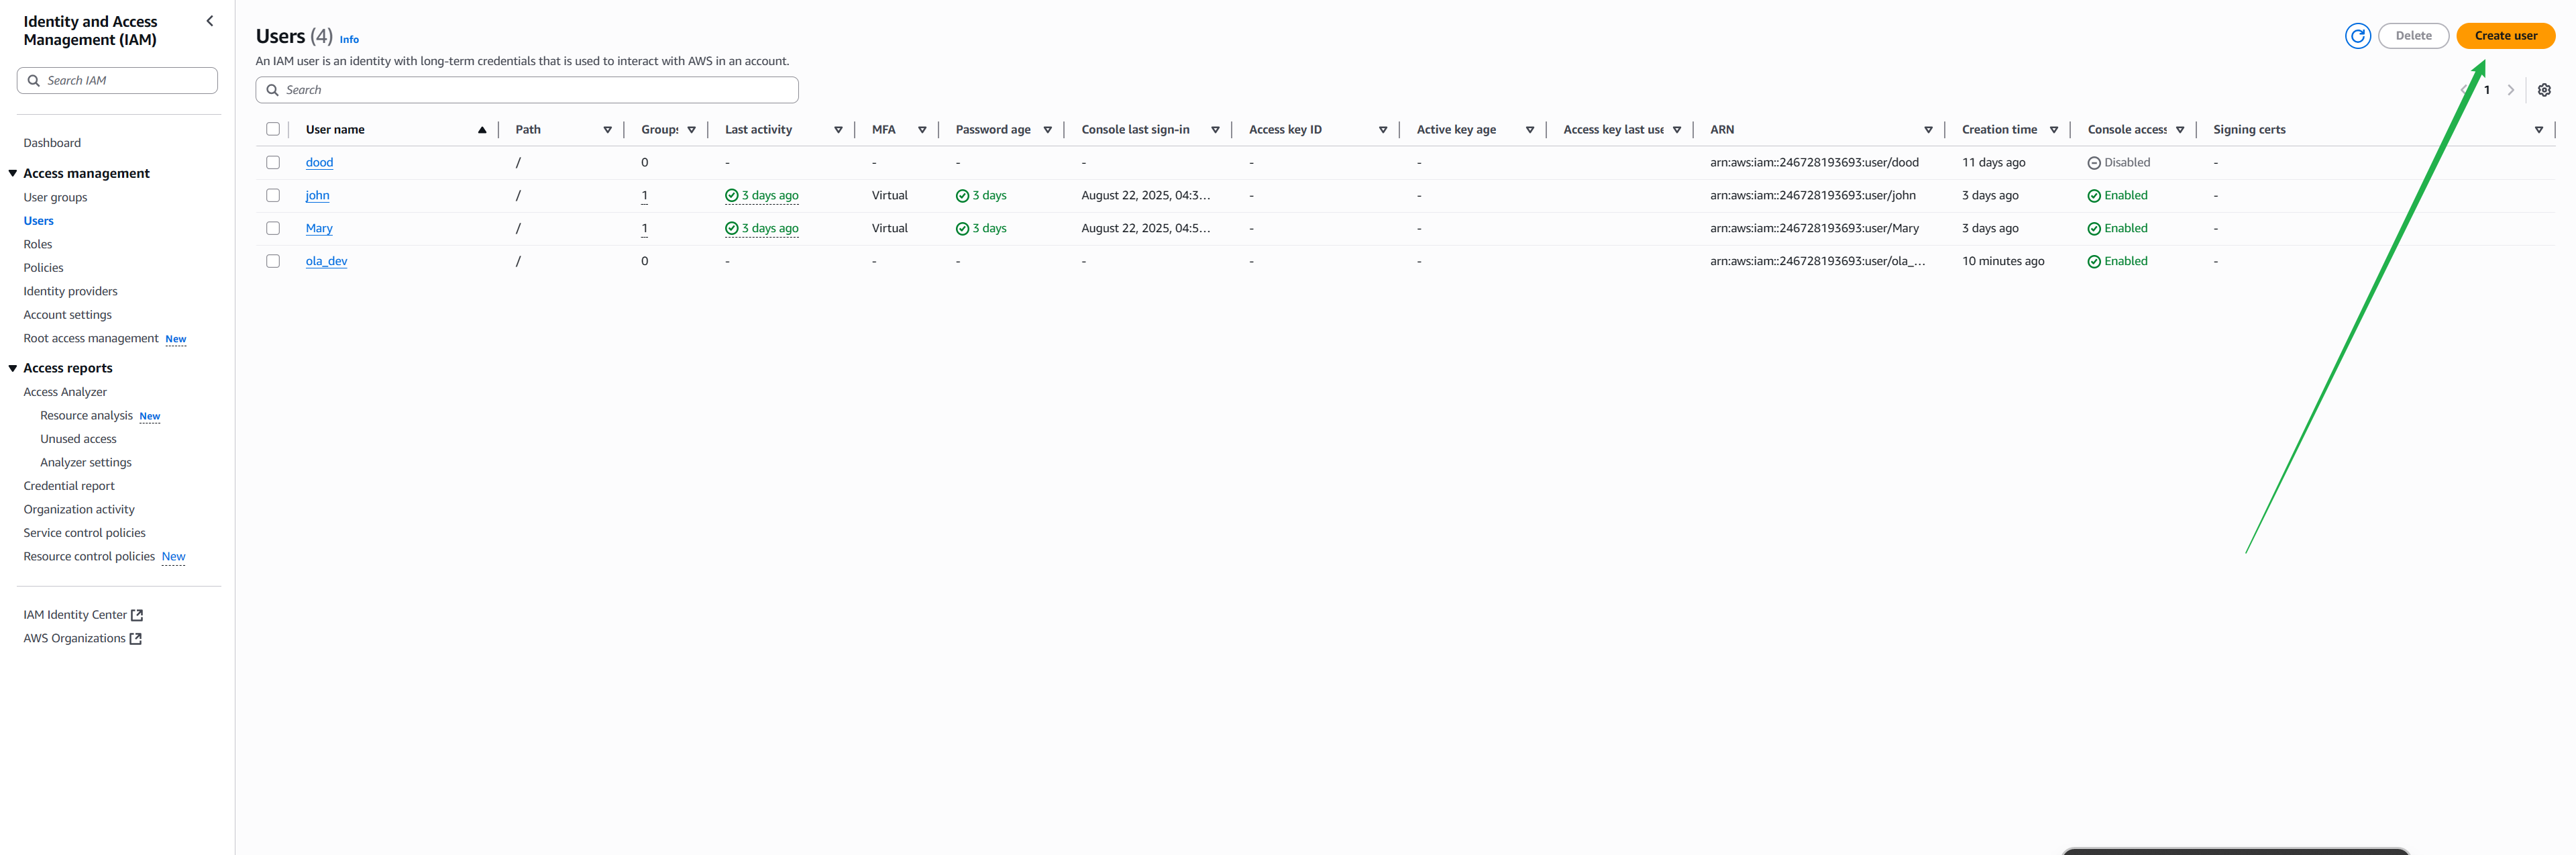 Identity and Access
Management (IAM)
Search IAM
Dashboard
Access management
User groups
Users
Roles
Policies
Identity providers
Account settings
Root access management New
Access reports
Access Analyzer
Resource analysis New
Unused access
Analyzer settings
Credential report
Organization activity
Service control policies
Resource control policies New
IAM Identity Center
AWS Organizations
Users (4) Info
Delete
Create user
An IAM user is an identity with long-term credentials that is used to interact with AWS in an account.
Search
1
User name Path Groups Last activity MFA Password age Console last sign-in Access key ID Active key age Access key last use ARN Creation time Console access Signing certs
dood / 0 - - - - - - arn:aws:iam::246728193693:user/dood 11 days ago Disabled -
john / 1 3 days ago Virtual 3 days August 22, 2025, 04:3... - - arn:aws:iam::246728193693:user/john 3 days ago Enabled -
Mary / 1 3 days ago Virtual 3 days August 22, 2025, 04:5... - - arn:aws:iam::246728193693:user/Mary 3 days ago Enabled -
ola_dev / 0 - - - - - - arn:aws:iam::246728193693:user/ola_... 10 minutes ago Enabled -